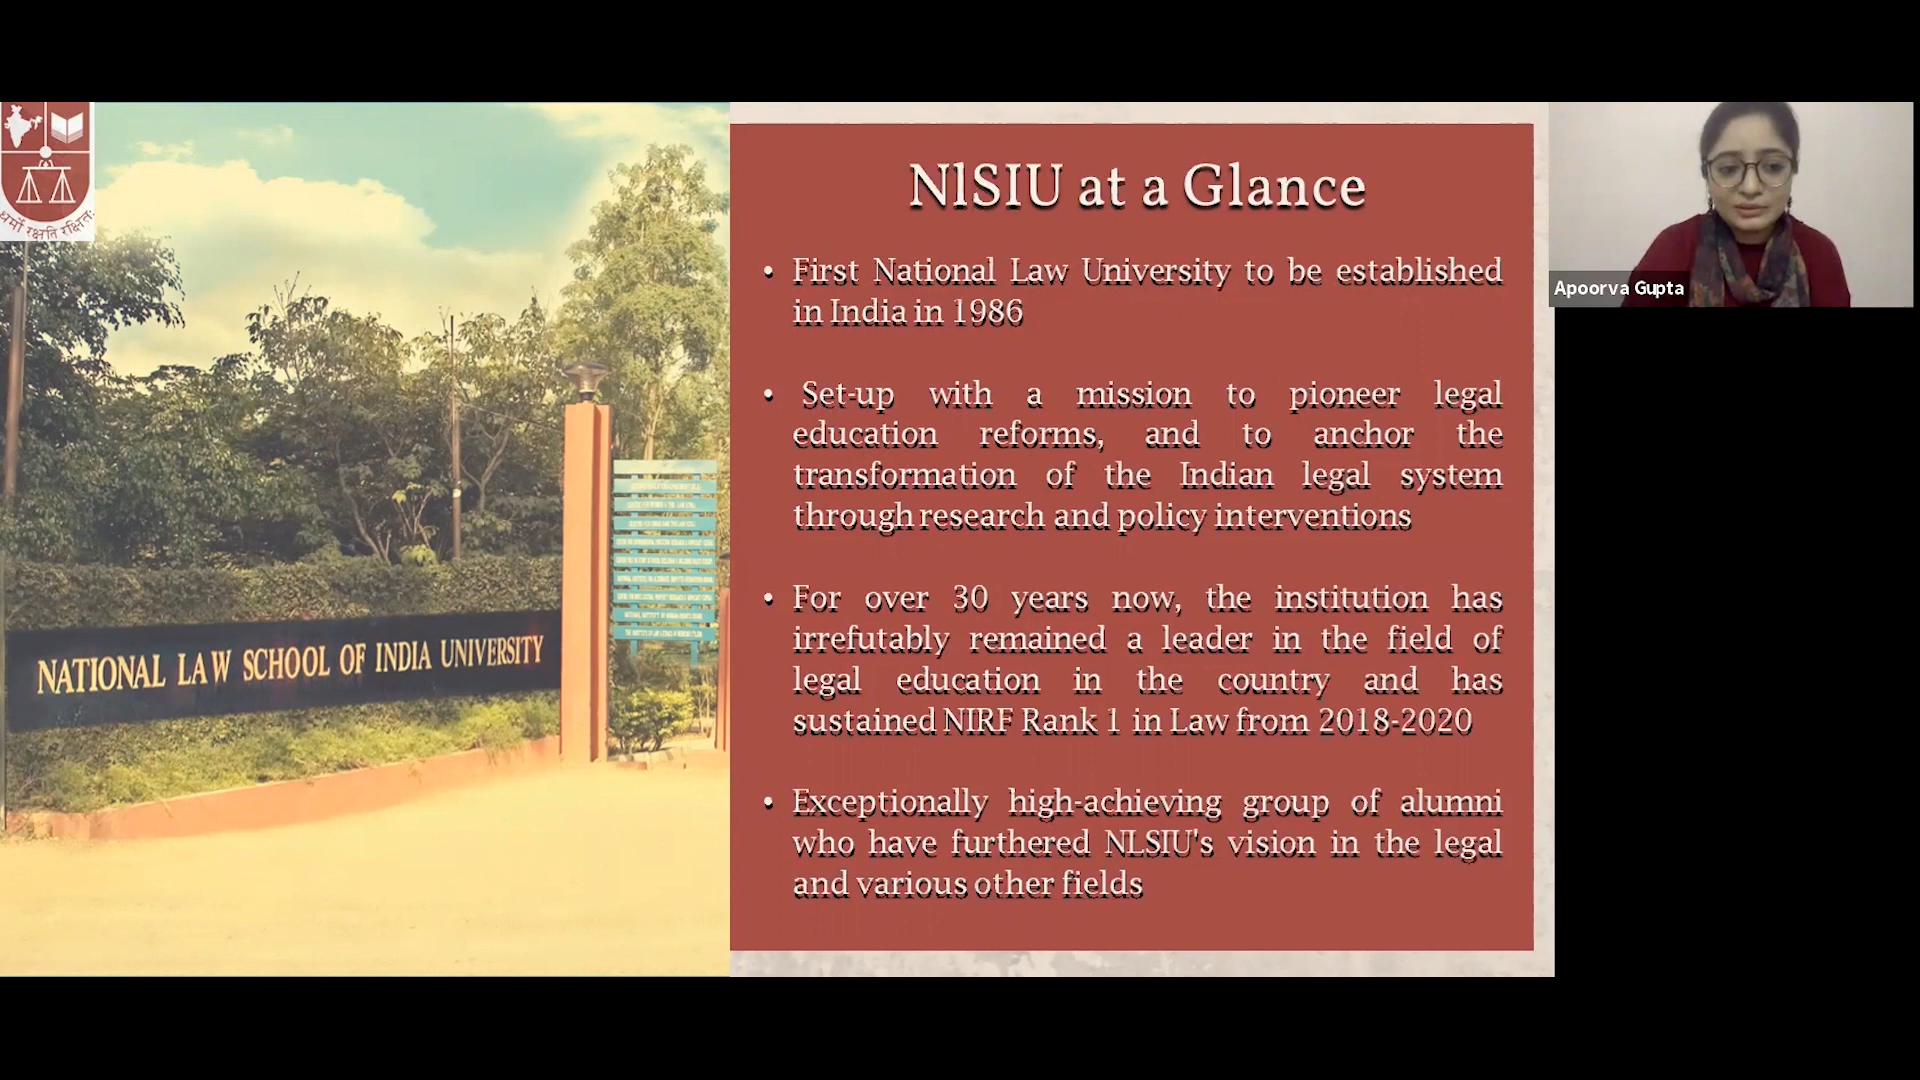 धर्मो रक्षति रक्षितः
NATIONAL LAW SCHOOL OF INDIA UNIVERSITY
NlSIU at a Glance
• First National Law University to be established
in India in 1986
• Set-up with a mission to pioneer legal
education reforms, and to anchor the
transformation of the Indian legal system
through research and policy interventions
• For over 30 years now, the institution has
irrefutably remained a leader in the field of
legal education in the country and has
sustained NIRF Rank 1 in Law from 2018-2020
• Exceptionally high-achieving group of alumni
who have furthered NLSIU's vision in the legal
and various other fields
Apoorva Gupta